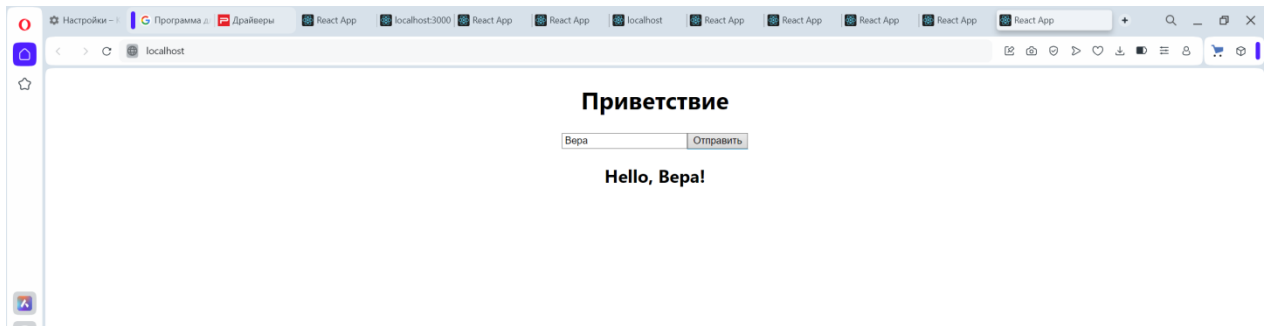 Настройки – Программа д Драйверы React App localhost:3000 React App React App localhost React App React App React App React App React App
localhost
Приветствие
Вера Отправить
Hello, Вера!